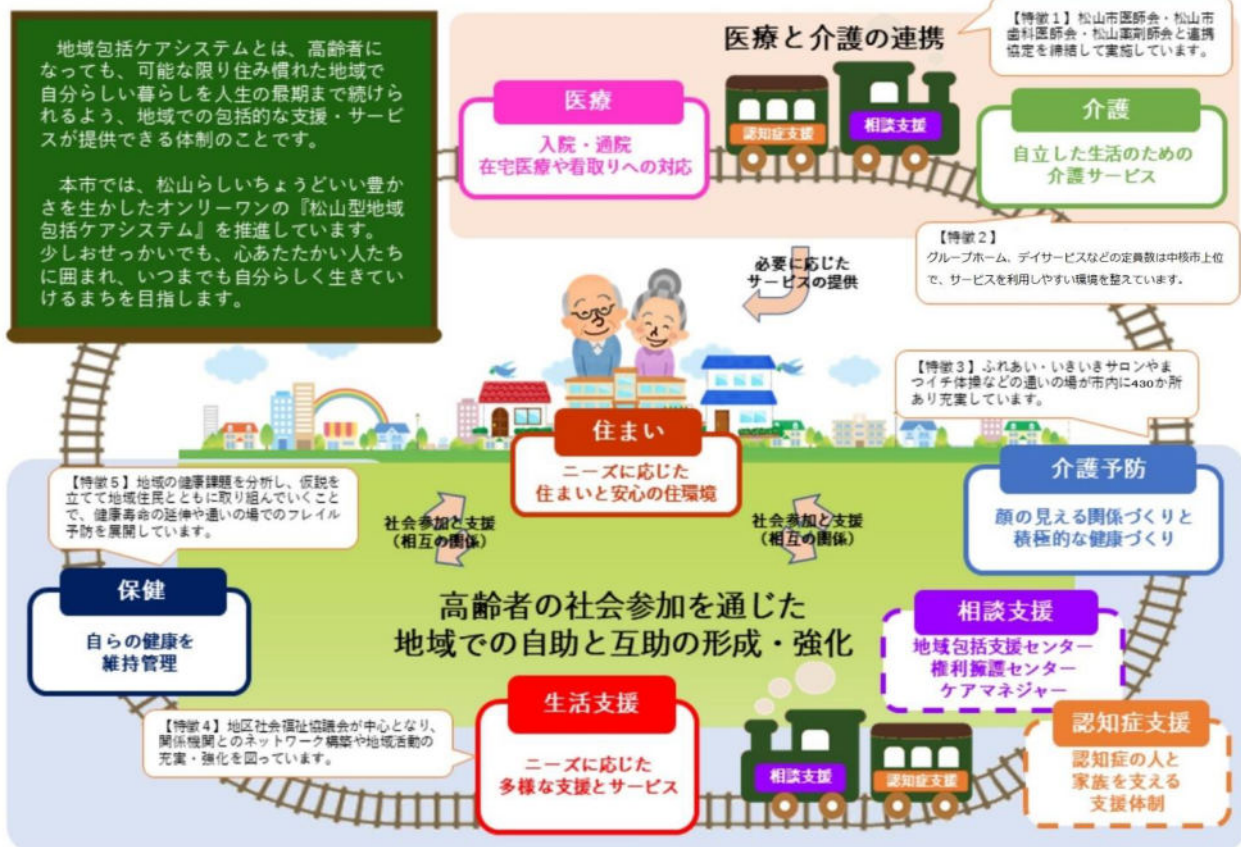 地域包括ケアシステムとは、高齢者に
なっても、可能な限り住み慣れた地域で
自分らしい暮らしを人生の最期まで続けら
れるよう、地域での包括的な支援・サービ
スが提供できる体制のことです。
本市では、松山らしいちょうどいい豊か
さを生かしたオンリーワンの『松山型地域
包括ケアシステム』を推進しています。
少しおせっかいでも、心あたたかい人たち
に囲まれ、いつまでも自分らしく生きてい
けるまちを目指します。
医療と介護の連携
【特徴1】松山市医師会・松山市
歯科医師会・松山薬剤師会と連携
協定を締結して実施しています。
医療
入院・通院
在宅医療や看取りへの対応
認知症支援
相談支援
介護
自立した生活のための
介護サービス
【特徴2】
グループホーム、デイサービスなどの定員数は中核市上位
で、サービスを利用しやすい環境を整えています。
必要に応じた
サービスの提供
【特徴3】ふれあい・いきいきサロンやま
つイチ体操などの通いの場が市内に430か所
あり充実しています。
住まい
ニーズに応じた
住まいと安心の住環境
介護予防
顔の見える関係づくりと
積極的な健康づくり
【特徴5】地域の健康課題を分析し、仮説を
立てて地域住民とともに取り組んでいくこと
で、健康寿命の延伸や通いの場でのフレイル
予防を展開しています。
社会参加と支援
(相互の関係)
社会参加と支援
(相互の関係)
保健
自らの健康を
維持管理
高齢者の社会参加を通じた
地域での自助と互助の形成・強化
相談支援
地域包括支援センター
権利擁護センター
ケアマネジャー
【特徴4】地区社会福祉協議会が中心となり、
関係機関とのネットワーク構築や地域活動の
充実・強化を図っています。
生活支援
ニーズに応じた
多様な支援とサービス
相談支援
認知症支援
認知症支援
認知症の人と
家族を支える
支援体制